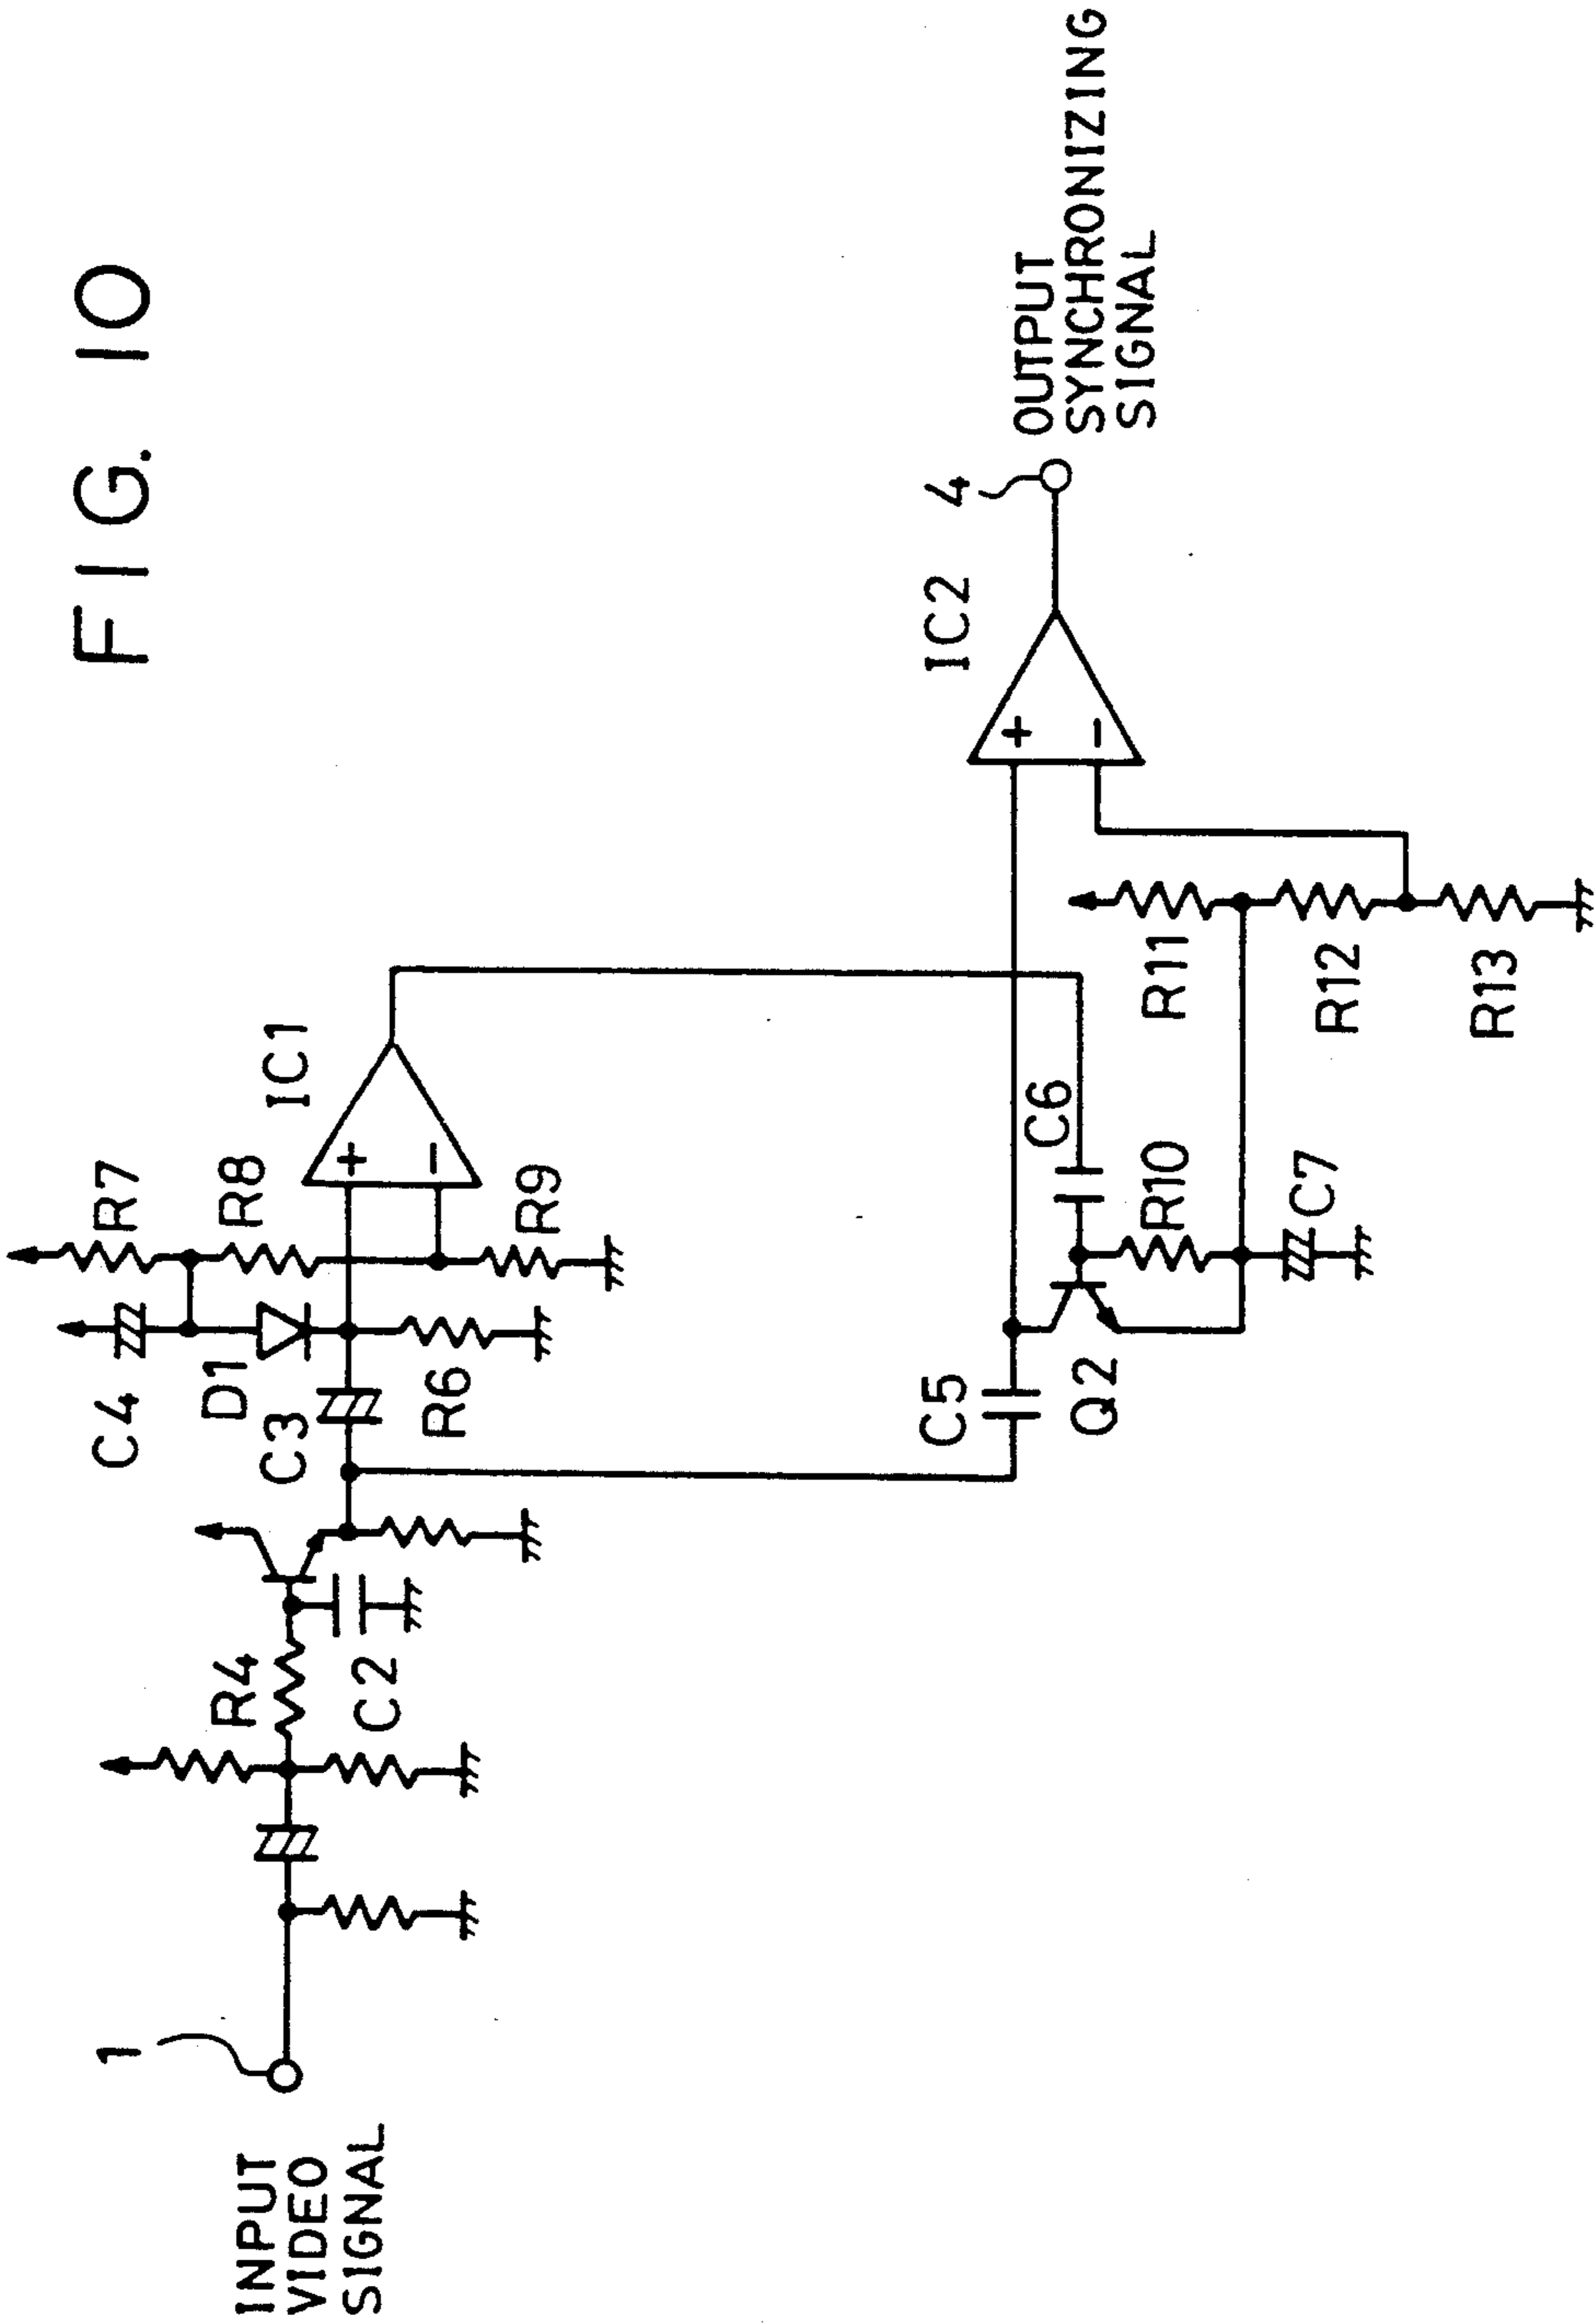 FIG. 10
INPUT
VIDEO
SIGNAL
1
R4
C2
C4
D1
C3
R6
R7
R8
R9
IC1
+
-
C5
Q2
C6
R10
C7
R11
R12
R13
IC2
+
-
4
OUTPUT
SYNCHRONIZING
SIGNAL